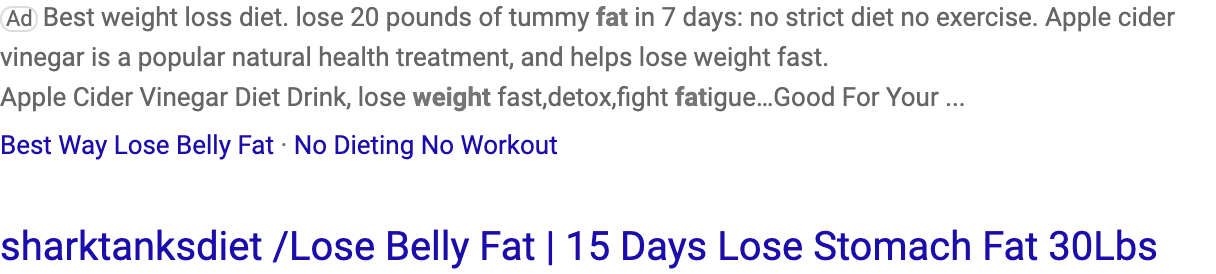 Ad Best weight loss diet. lose 20 pounds of tummy fat in 7 days: no strict diet no exercise. Apple cider
vinegar is a popular natural health treatment, and helps lose weight fast.
Apple Cider Vinegar Diet Drink, lose weight fast,detox,fight fatigue...Good For Your ...
Best Way Lose Belly Fat · No Dieting No Workout
sharktanksdiet /Lose Belly Fat | 15 Days Lose Stomach Fat 30Lbs